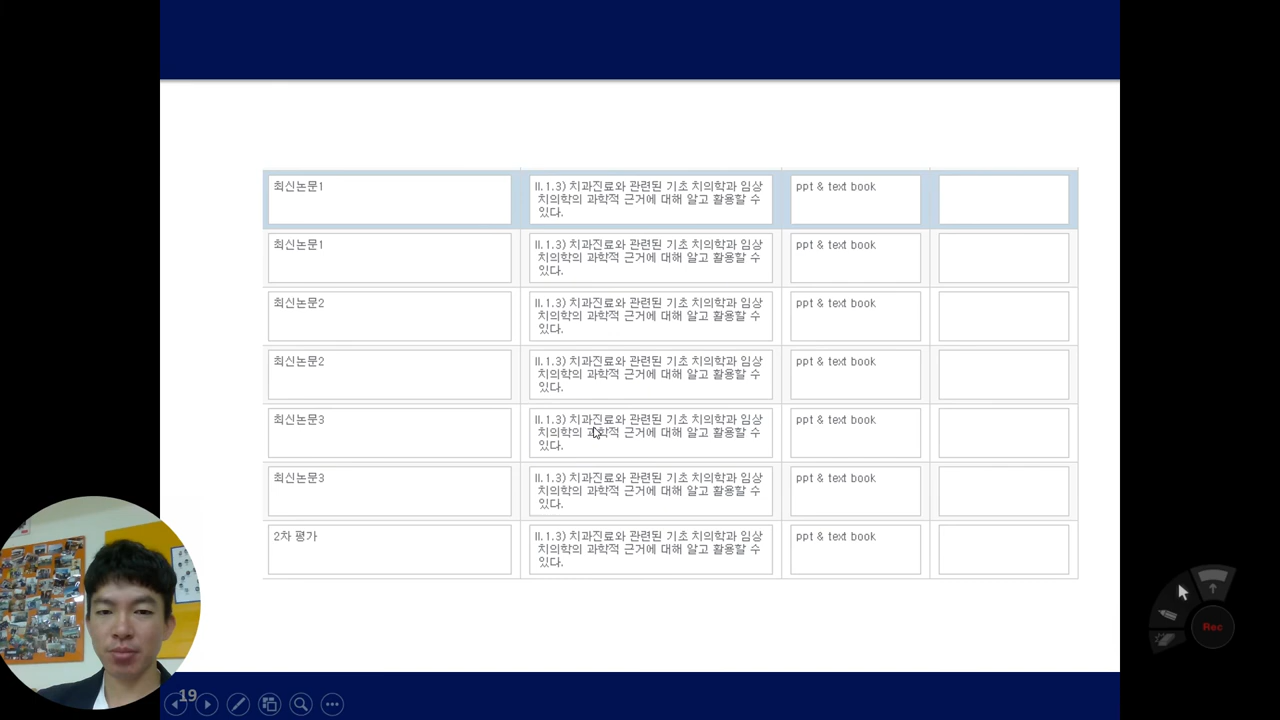 최신논문1
II.1.3) 치과진료와 관련된 기초 치의학과 임상
치의학의 과학적 근거에 대해 알고 활용할 수
있다.
ppt & text book
최신논문1
II.1.3) 치과진료와 관련된 기초 치의학과 임상
치의학의 과학적 근거에 대해 알고 활용할 수
있다.
ppt & text book
최신논문2
II.1.3) 치과진료와 관련된 기초 치의학과 임상
치의학의 과학적 근거에 대해 알고 활용할 수
있다.
ppt & text book
최신논문2
II.1.3) 치과진료와 관련된 기초 치의학과 임상
치의학의 과학적 근거에 대해 알고 활용할 수
있다.
ppt & text book
최신논문3
II.1.3) 치과진료와 관련된 기초 치의학과 임상
치의학의 과학적 근거에 대해 알고 활용할 수
있다.
ppt & text book
최신논문3
II.1.3) 치과진료와 관련된 기초 치의학과 임상
치의학의 과학적 근거에 대해 알고 활용할 수
있다.
ppt & text book
2차 평가
II.1.3) 치과진료와 관련된 기초 치의학과 임상
치의학의 과학적 근거에 대해 알고 활용할 수
있다.
ppt & text book
Rec
19